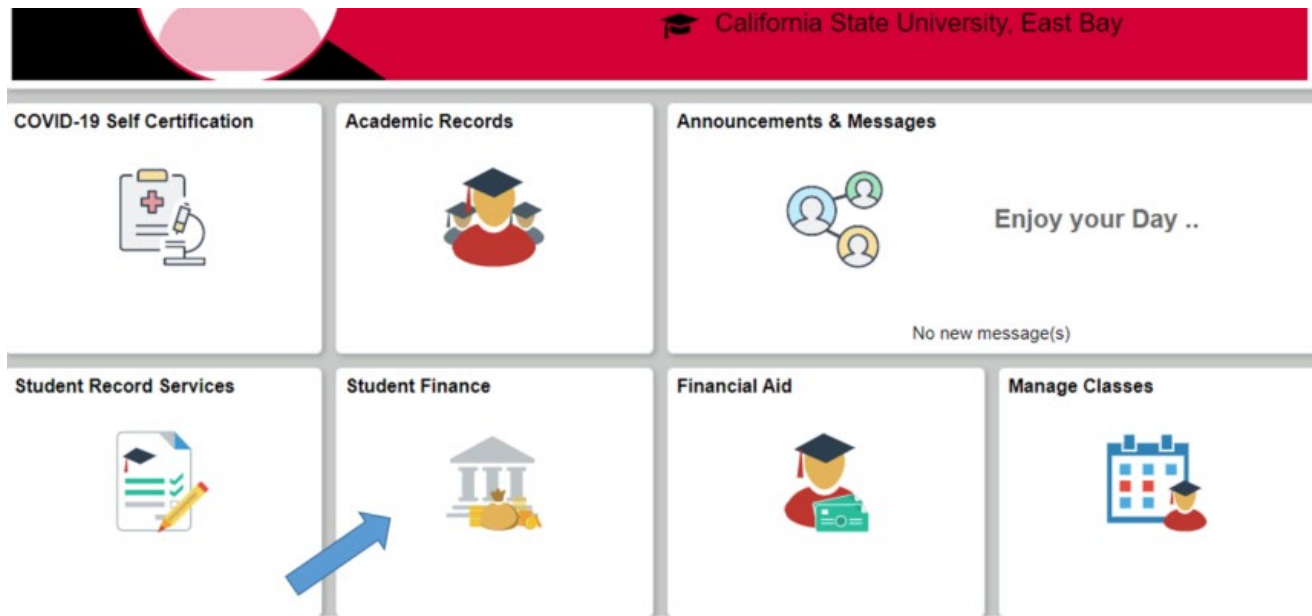 California State University, East Bay
COVID-19 Self Certification
Academic Records
Announcements & Messages
Enjoy your Day ..
No new message(s)
Student Record Services
Student Finance
Financial Aid
Manage Classes